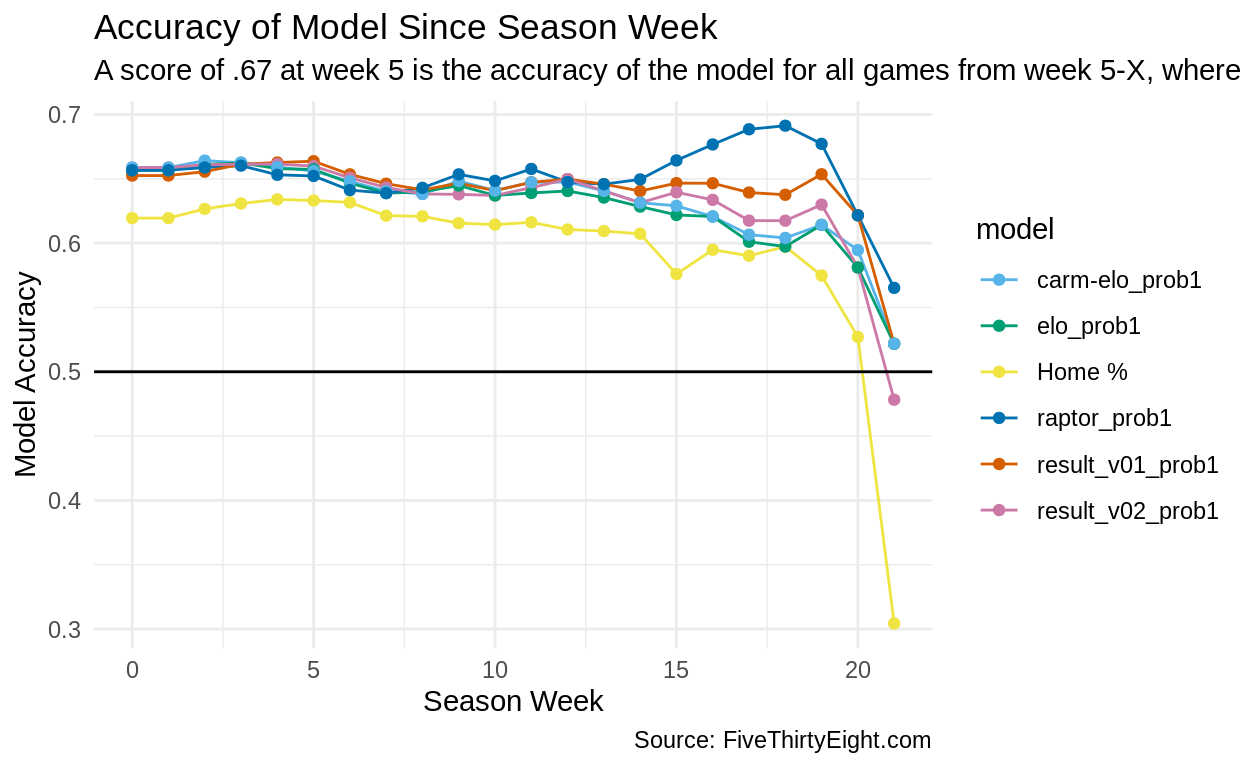 Accuracy of Model Since Season Week
A score of .67 at week 5 is the accuracy of the model for all games from week 5-X, where
0.7
0.6
0.5
0.4
0.3
Model Accuracy
0 5 10 15 20
Season Week
model
carm-elo_prob1
elo_prob1
Home %
raptor_prob1
result_v01_prob1
result_v02_prob1
Source: FiveThirtyEight.com